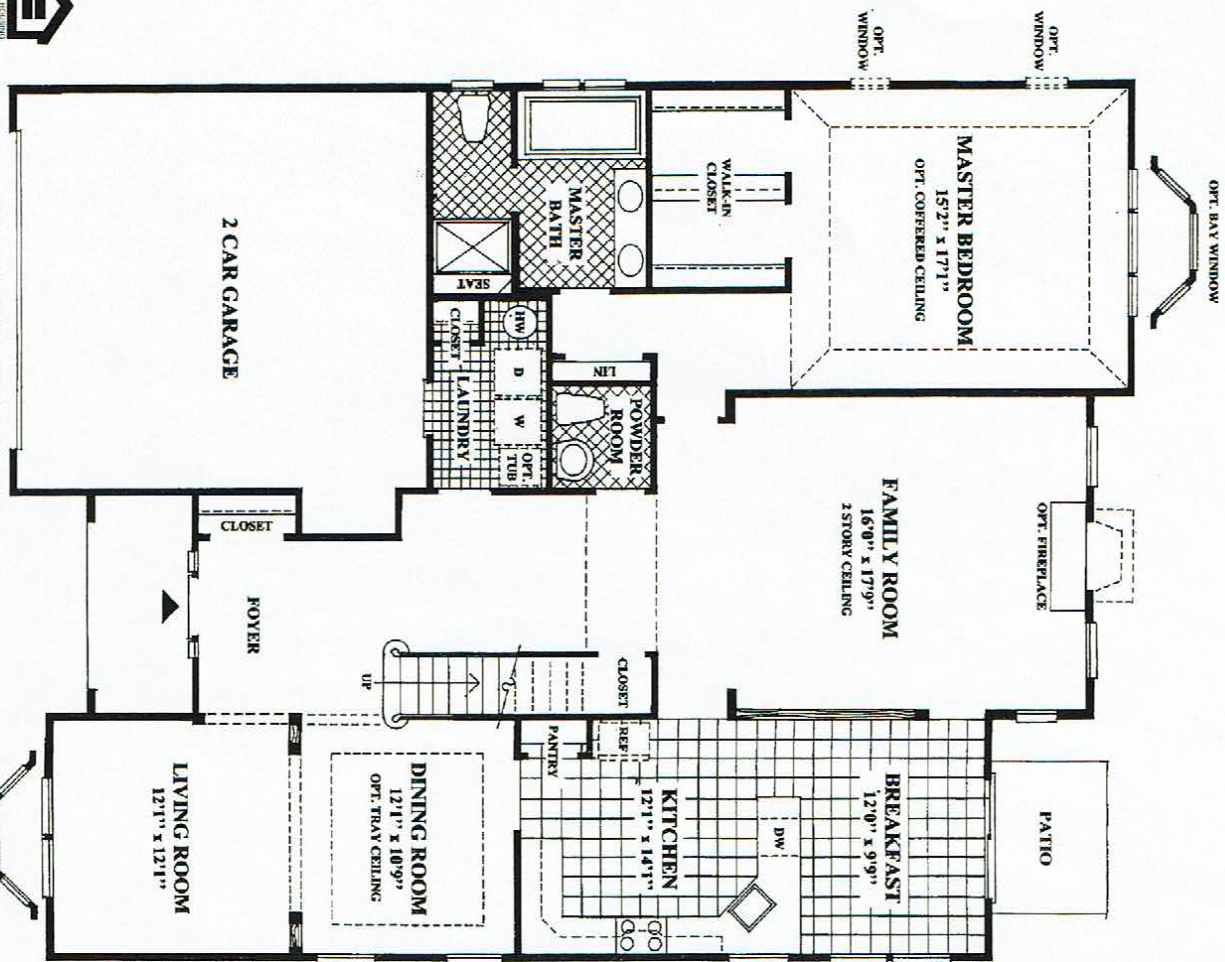 HOUSING
OPT.
WINDOW
OPT.
WINDOW
OPT. BAY WINDOW
MASTER BEDROOM
15'2" x 17'1"
OPT. COFFERED CEILING
WALK-IN
CLOSET
MASTER
BATH
SEAT
2 CAR GARAGE
CLOSET
HW
D
W
OPT.
TUB
LAUNDRY
LIN
POWDER
ROOM
FAMILY ROOM
16'0" x 17'9"
2 STORY CEILING
OPT. FIREPLACE
CLOSET
FOYER
UP
CLOSET
PANTRY
REF
KITCHEN
12'1" x 14'1"
DW
BREAKFAST
12'0" x 9'9"
PATIO
DINING ROOM
12'1" x 10'9"
OPT. TRAY CEILING
LIVING ROOM
12'1" x 12'1"